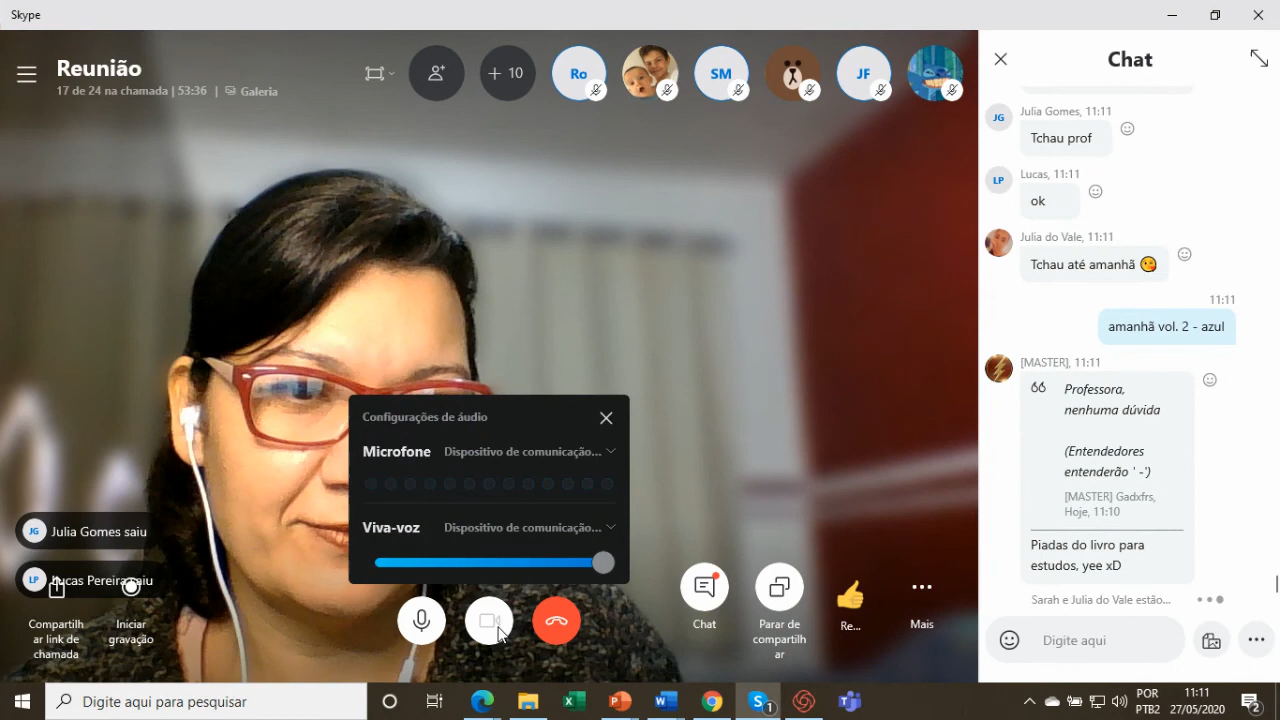 Skype
Reunião
17 de 24 na chamada | 53:36 | Galeria
+ 10
Ro
SM
JF
Chat
Julia Gomes, 11:11
JG
Tchau prof
Lucas, 11:11
LP
ok
Julia do Vale, 11:11
Tchau até amanhã
11:11
amanhã vol. 2 - azul
[MASTER], 11:11
Professora,
nenhuma dúvida
(Entendedores
entenderão ' -')
[MASTER] Gadxfrs,
Hoje, 11:10
Piadas do livro para
estudos, yee xD
Sarah e Julia do Vale estão...
Digite aqui
Configurações de áudio
Microfone Dispositivo de comunicação...
Viva-voz Dispositivo de comunicação...
JG Julia Gomes saiu
LP Lucas Pereira saiu
Compartilh
ar link de
chamada
Iniciar
gravação
Chat
Parar de
compartilh
ar
Re...
Mais
Digite aqui para pesquisar
1
POR
PTB2
11:11
27/05/2020
2